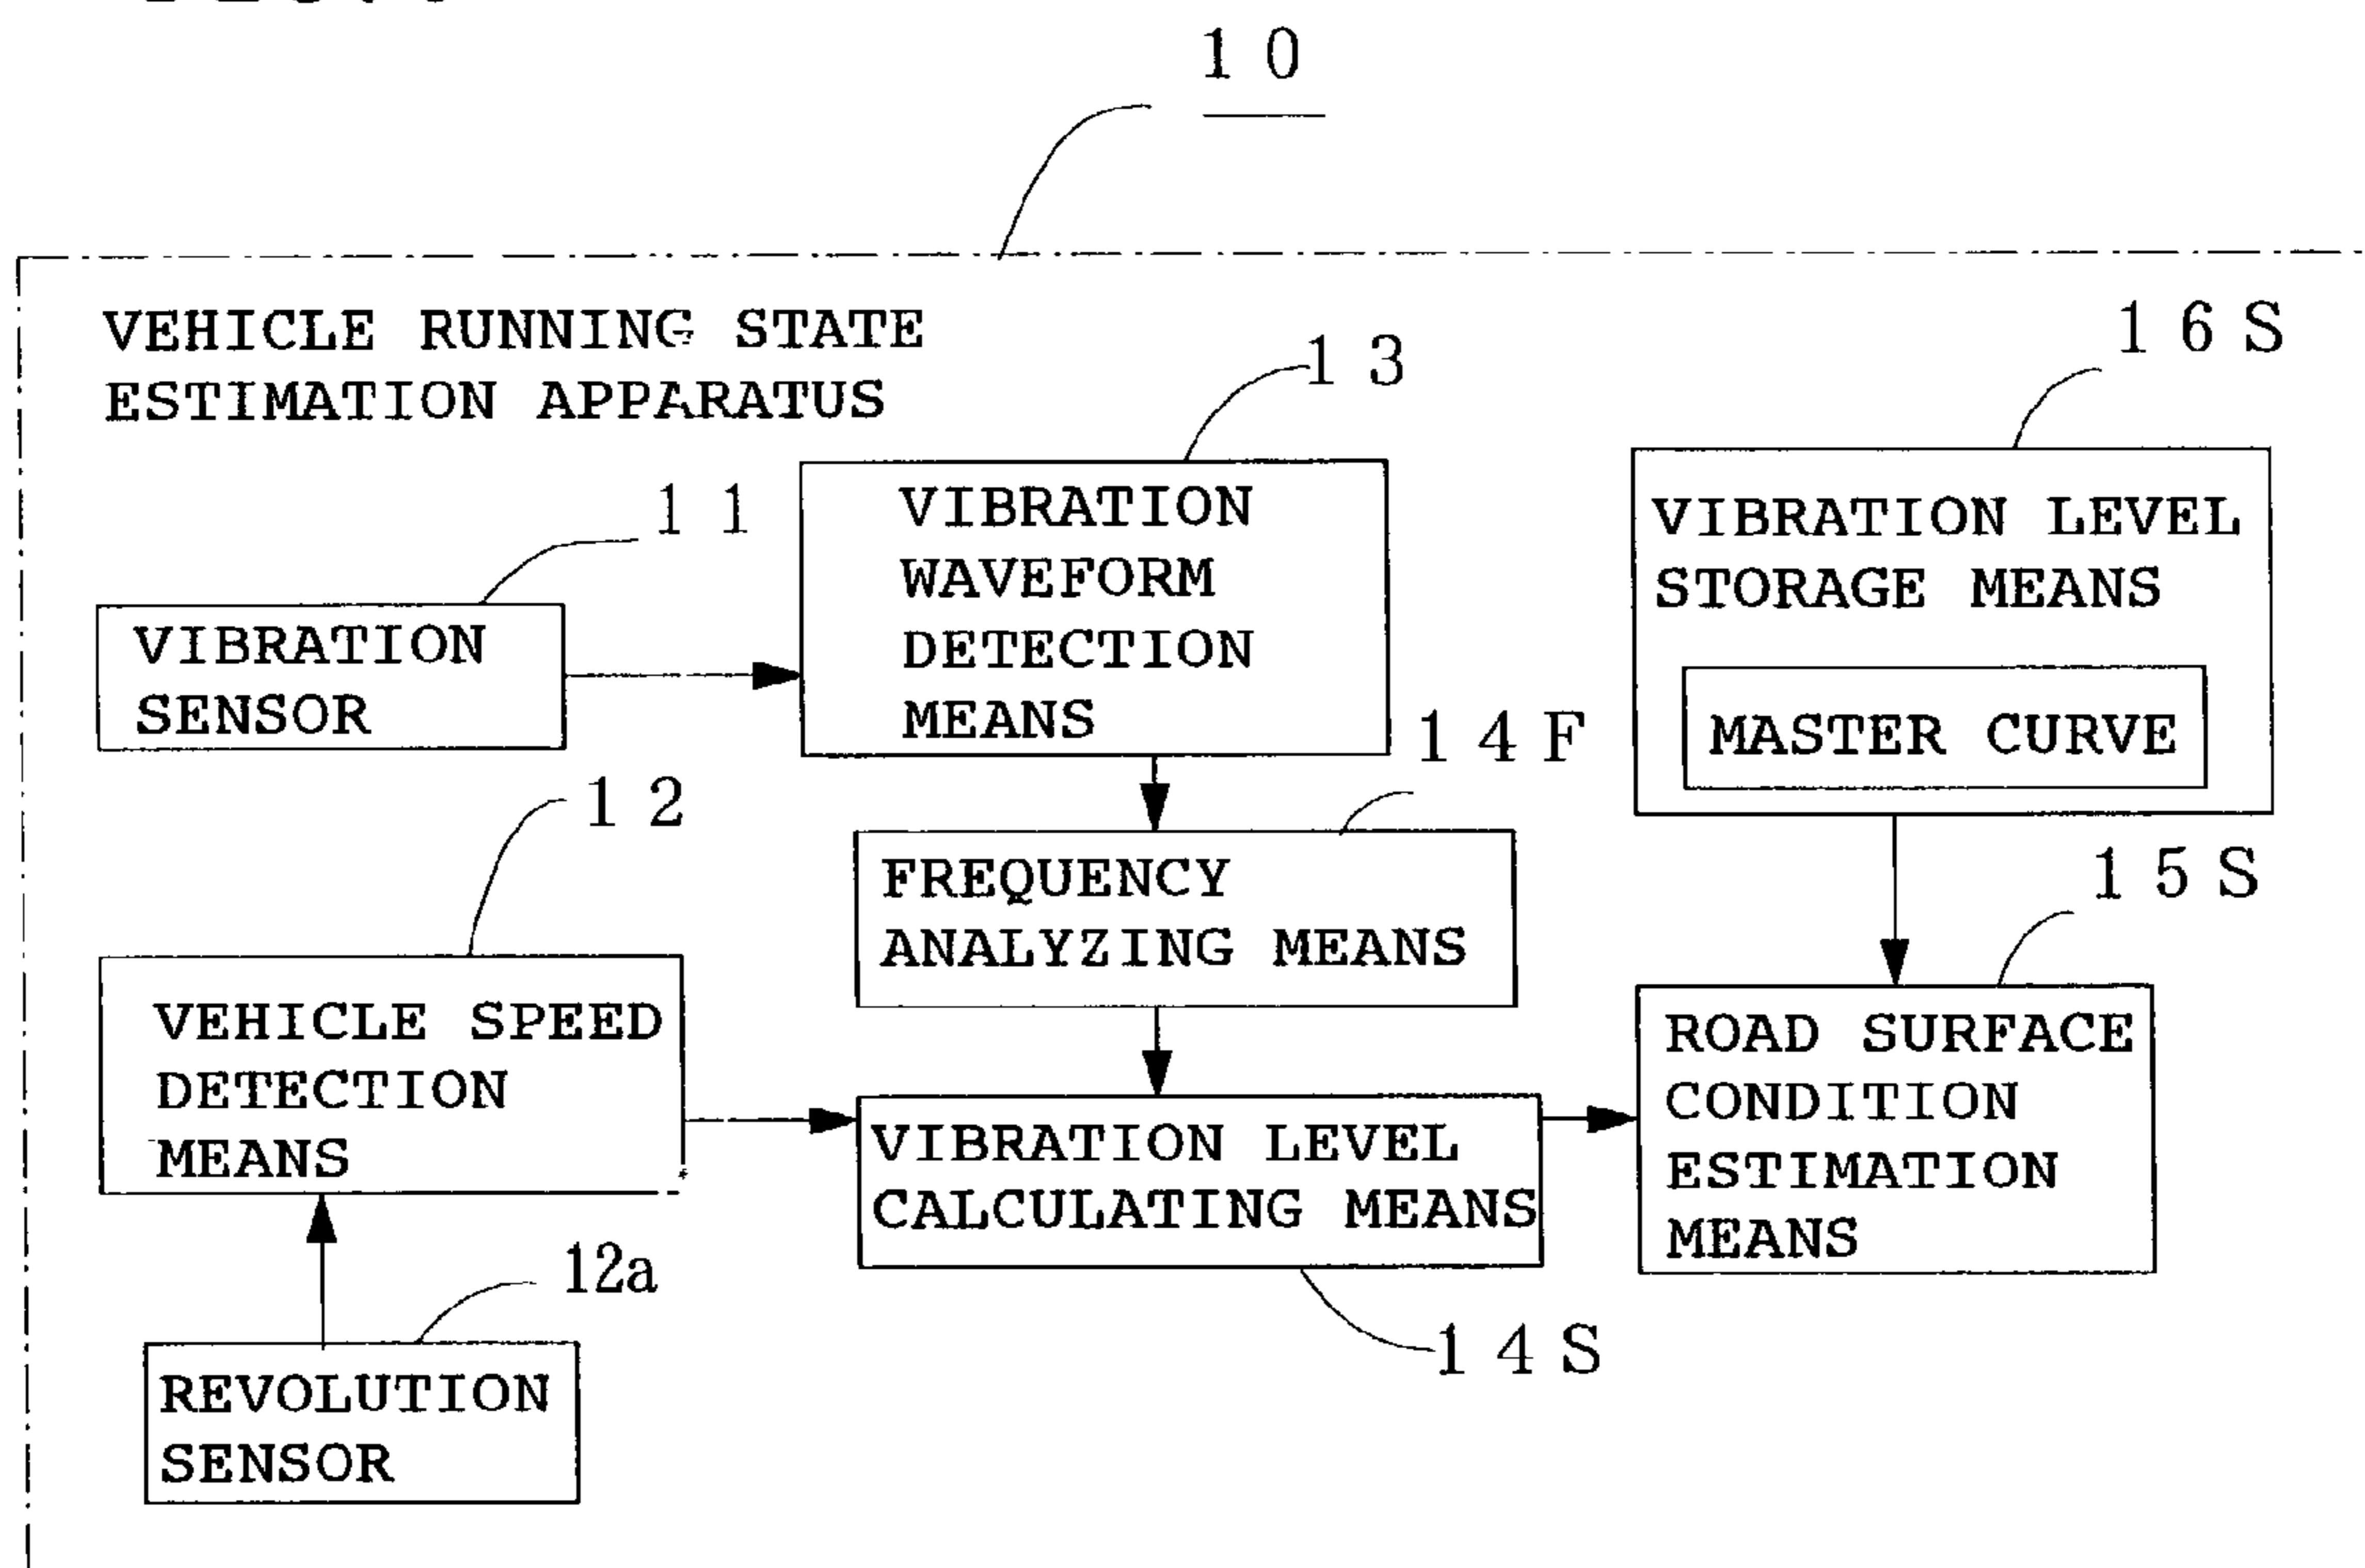 10
VEHICLE RUNNING STATE
ESTIMATION APPARATUS
13
16S
11
VIBRATION
WAVEFORM
DETECTION
MEANS
VIBRATION LEVEL
STORAGE MEANS
MASTER CURVE
VIBRATION
SENSOR
14F
12
FREQUENCY
ANALYZING MEANS
15S
VEHICLE SPEED
DETECTION
MEANS
VIBRATION LEVEL
CALCULATING MEANS
ROAD SURFACE
CONDITION
ESTIMATION
MEANS
12a
14S
REVOLUTION
SENSOR